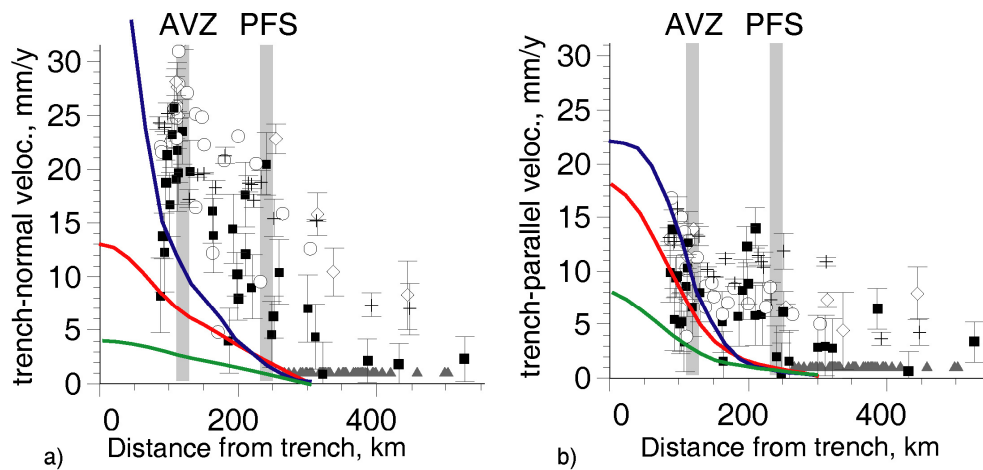 AVZ PFS
trench-normal veloc., mm/y
30
25
20
15
10
5
0
0 200 400
Distance from trench, km
a)
AVZ PFS
trench-parallel veloc., mm/y
30
25
20
15
10
5
0
0 200 400
Distance from trench, km
b)